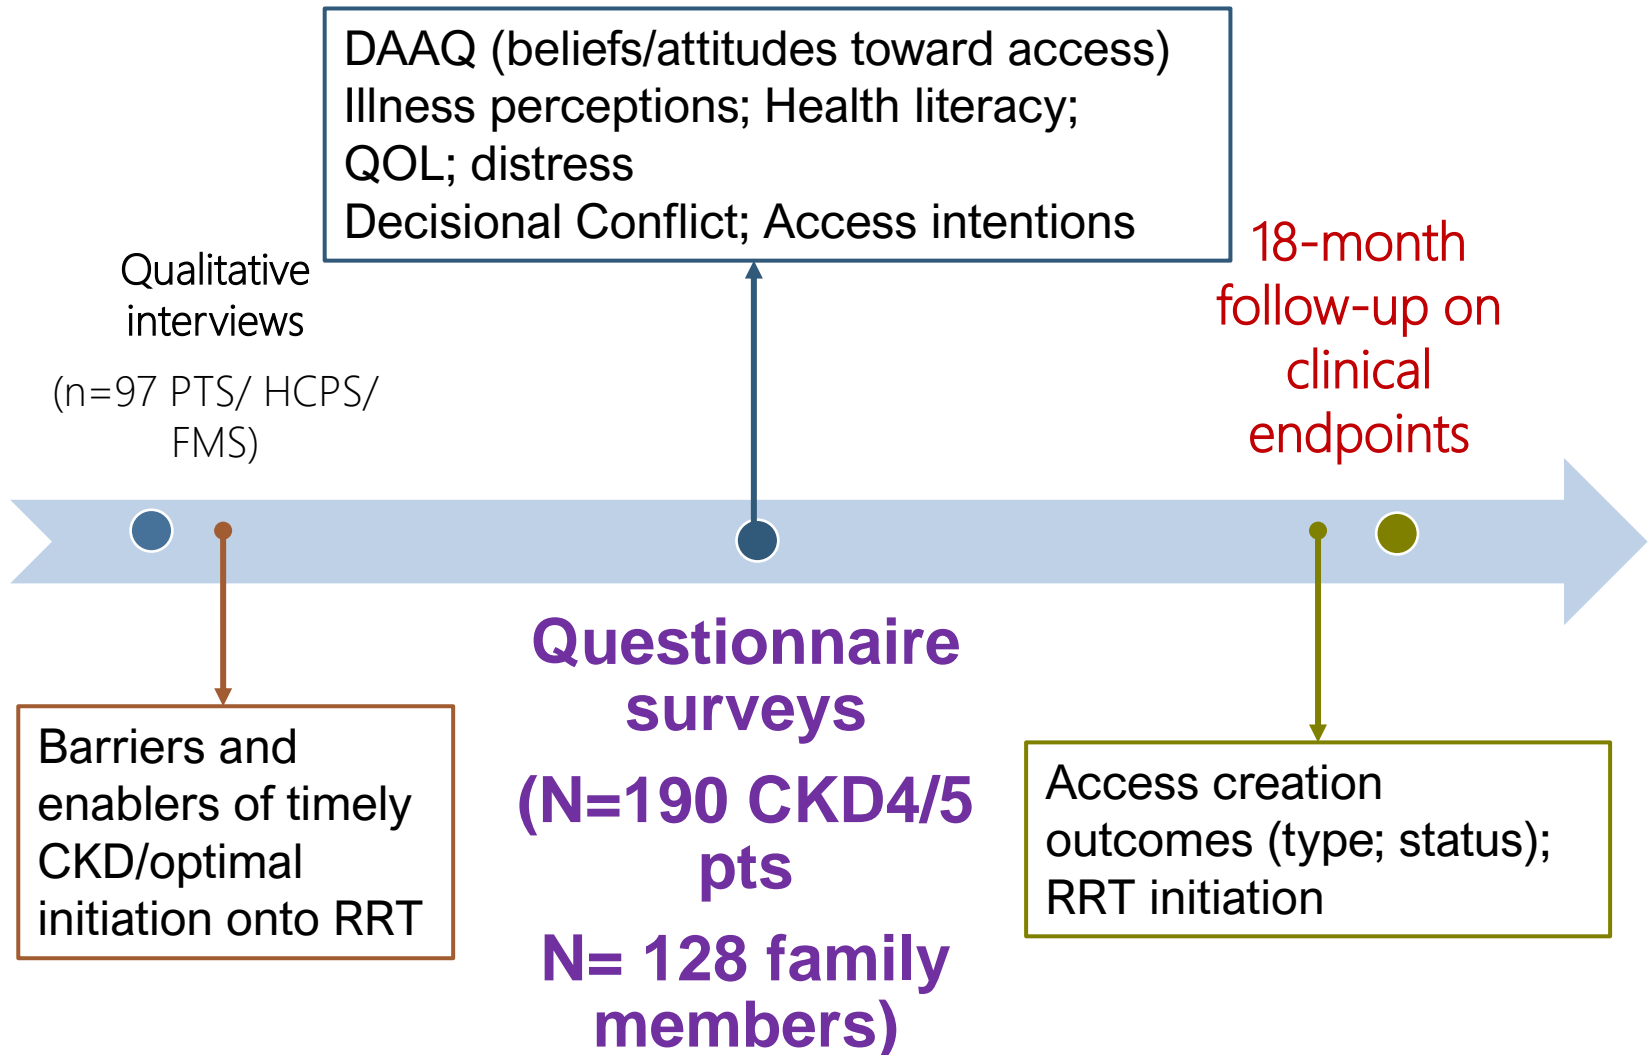 DAAQ (beliefs/attitudes toward access)
Illness perceptions; Health literacy;
QOL; distress
Decisional Conflict; Access intentions
Qualitative
interviews
(n=97 PTS/ HCPS/
FMS)
18-month
follow-up on
clinical
endpoints
Barriers and
enablers of timely
CKD/optimal
initiation onto RRT
Questionnaire
surveys
(N=190 CKD4/5
pts
N= 128 family
members)
Access creation
outcomes (type; status);
RRT initiation